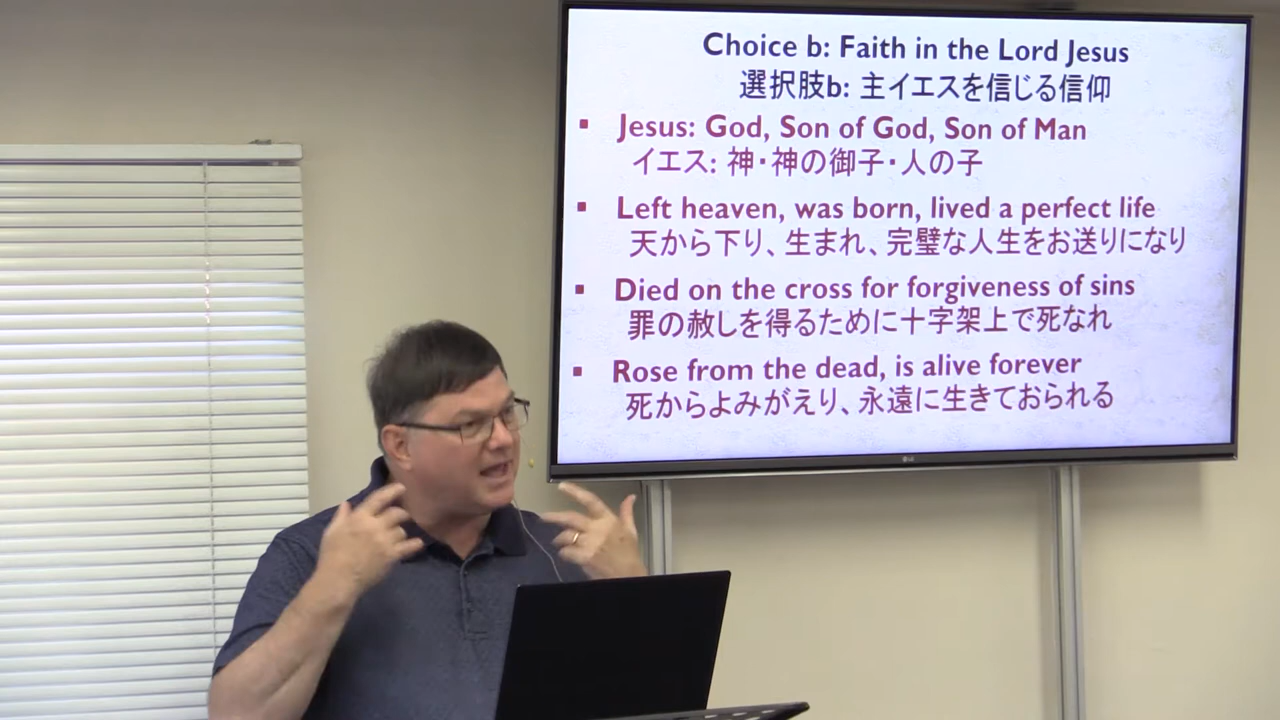 Choice b: Faith in the Lord Jesus
選択肢b: 主イエスを信じる信仰
▪ Jesus: God, Son of God, Son of Man
イエス: 神・神の御子・人の子
▪ Left heaven, was born, lived a perfect life
天から下り、生まれ、完璧な人生をお送りになり
▪ Died on the cross for forgiveness of sins
罪の赦しを得るために十字架上で死なれ
▪ Rose from the dead, is alive forever
死からよみがえり、永遠に生きておられる
LG